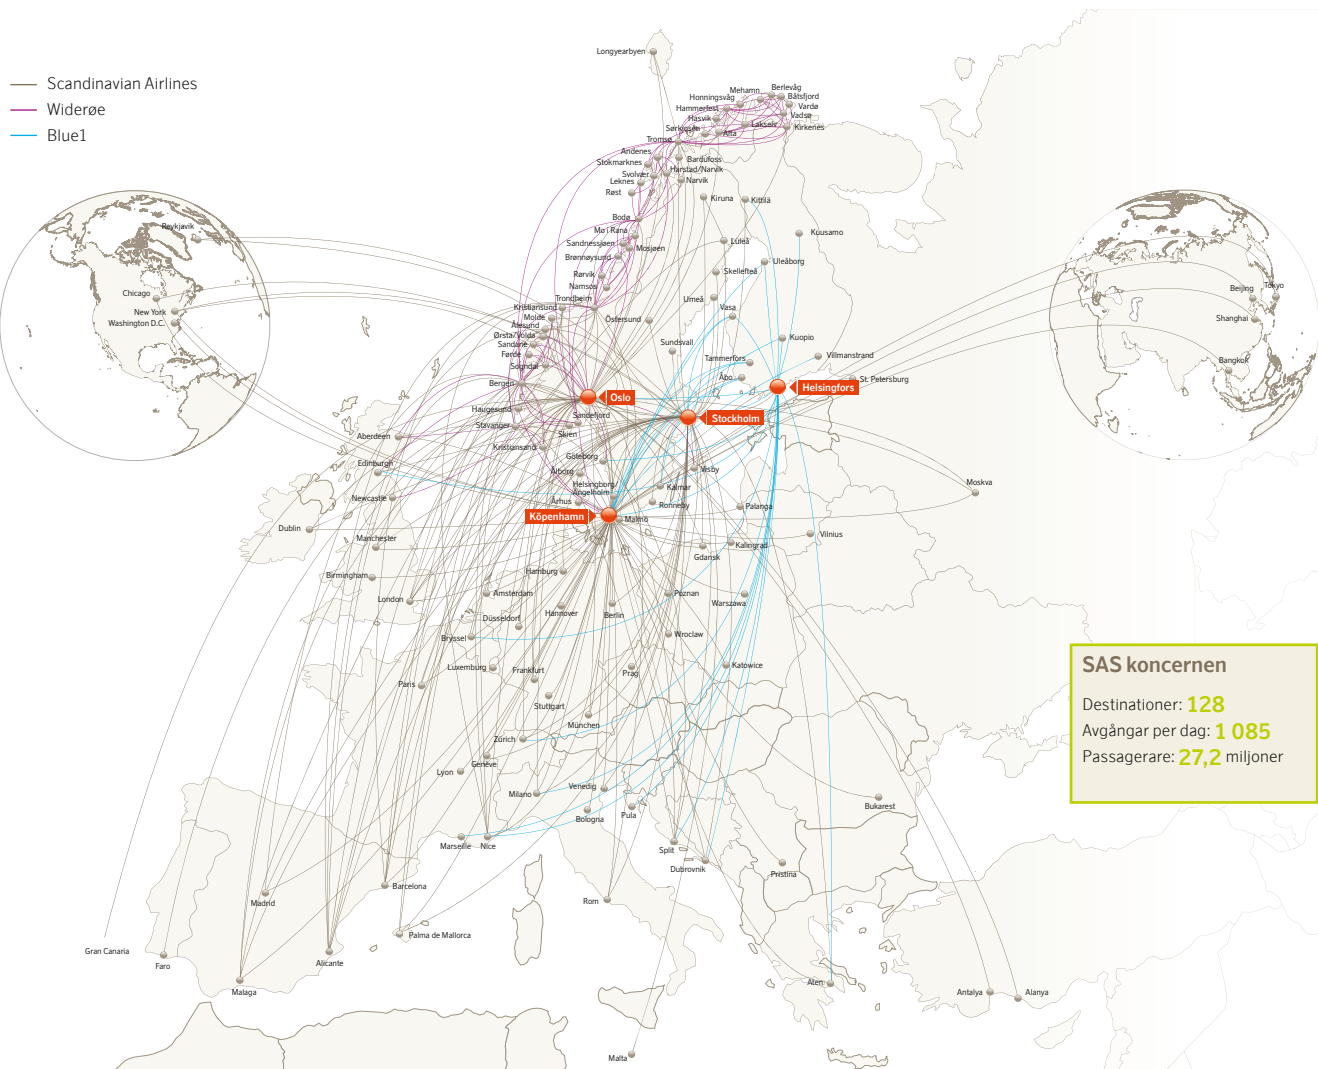 Scandinavian Airlines
Widerøe
Blue1
Longyearbyen
Berlevåg
Mehamn
Båtsfjord
Honningsvåg
Vardø
Hammerfest
Vadsø
Hasvik
Lakselv
Kirkenes
Sørkjosen
Alta
Tromsø
Andenes
Bardufoss
Stokmarknes
Harstad/Narvik
Svolvær
Narvik
Leknes
Røst
Kiruna
Kittilä
Bodø
Mo i Rana
Kuusamo
Sandnessjøen
Mosjøen
Luleå
Brønnøysund
Uleåborg
Rørvik
Skellefteå
Namsos
Trondheim
Umeå
Kristiansund
Vasa
Molde
Östersund
Ålesund
Ørsta/Volda
Sandane
Sundsvall
Kuopio
Førde
Villmanstrand
Sogndal
Tammerfors
Åbo
St. Petersburg
Bergen
Helsingfors
Oslo
Haugesund
Sandefjord
Stockholm
Stavanger
Skien
Aberdeen
Kristiansand
Göteborg
Edinburgh
Ålborg
Visby
Helsingborg/
Ängelholm
Kalmar
Moskva
Newcastle
Århus
Ronneby
Palanga
Köpenhamn
Malmö
Dublin
Manchester
Vilnius
Kalingrad
Gdansk
Birmingham
Hamburg
London
Amsterdam
Hannover
Berlin
Poznan
Warszawa
Düsseldorf
Bryssel
Wroclaw
Luxemburg
Frankfurt
Prag
Katowice
Paris
Stuttgart
München
Zürich
Genève
Lyon
Milano
Venedig
Bologna
Pula
Bukarest
Marseille
Nice
Split
Dubrovnik
Pristina
Barcelona
Madrid
Rom
Palma de Mallorca
Gran Canaria
Faro
Alicante
Malaga
Aten
Antalya
Alanya
Malta
Reykjavik
Chicago
New York
Washington D.C.
Beijing
Tokyo
Shanghai
Bangkok
SAS koncernen
Destinationer: 128
Avgångar per dag: 1 085
Passagerare: 27,2 miljoner